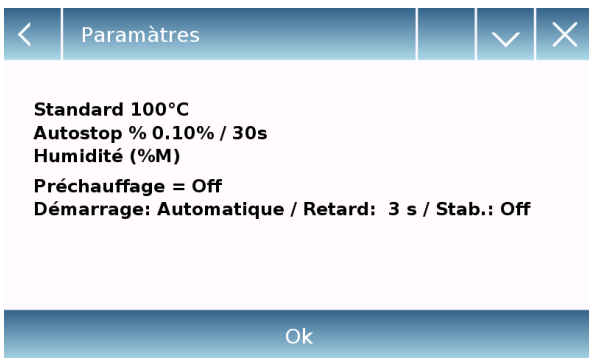 Paramàtres
Standard 100°C
Autostop % 0.10% / 30s
Humidité (%M)
Préchauffage = Off
Démarrage: Automatique / Retard:  3 s / Stab.: Off
Ok